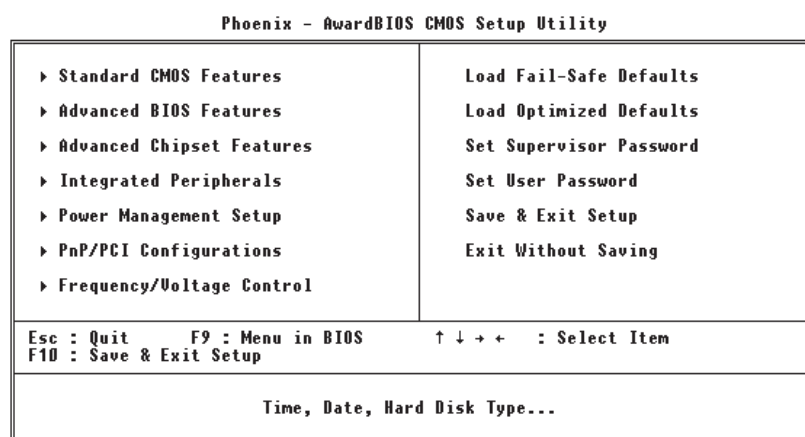 Phoenix - AwardBIOS CMOS Setup Utility
▸ Standard CMOS Features
▸ Advanced BIOS Features
▸ Advanced Chipset Features
▸ Integrated Peripherals
▸ Power Management Setup
▸ PnP/PCI Configurations
▸ Frequency/Voltage Control
Load Fail-Safe Defaults
Load Optimized Defaults
Set Supervisor Password
Set User Password
Save & Exit Setup
Exit Without Saving
Esc : Quit F9 : Menu in BIOS ↑ ↓ → ← : Select Item
F10 : Save & Exit Setup
Time, Date, Hard Disk Type...